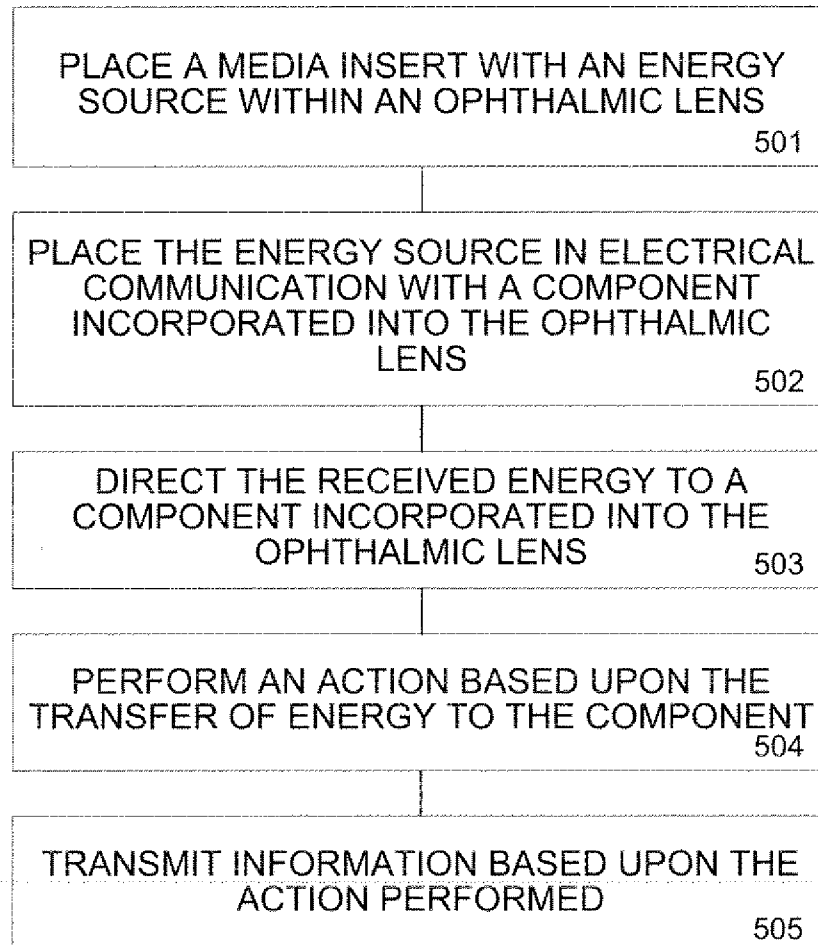 PLACE A MEDIA INSERT WITH AN ENERGY
SOURCE WITHIN AN OPHTHALMIC LENS
501
PLACE THE ENERGY SOURCE IN ELECTRICAL
COMMUNICATION WITH A COMPONENT
INCORPORATED INTO THE OPHTHALMIC
LENS
502
DIRECT THE RECEIVED ENERGY TO A
COMPONENT INCORPORATED INTO THE
OPHTHALMIC LENS
503
PERFORM AN ACTION BASED UPON THE
TRANSFER OF ENERGY TO THE COMPONENT
504
TRANSMIT INFORMATION BASED UPON THE
ACTION PERFORMED
505